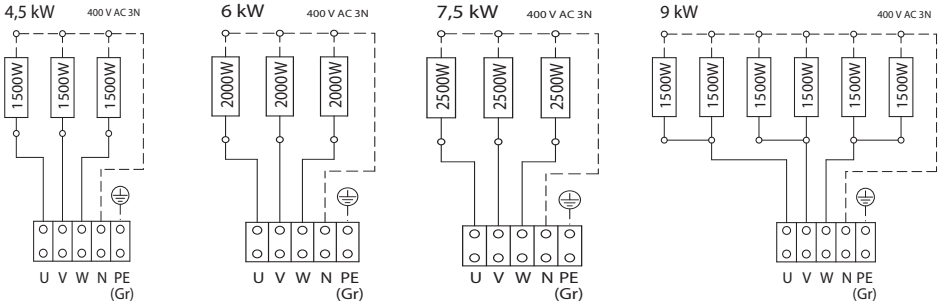 4,5 kW 400 V AC 3N
1500W 1500W 1500W
U V W N PE
(Gr)
6 kW 400 V AC 3N
2000W 2000W 2000W
U V W N PE
(Gr)
7,5 kW 400 V AC 3N
2500W 2500W 2500W
U V W N PE
(Gr)
9 kW 400 V AC 3N
1500W 1500W 1500W 1500W 1500W 1500W
U V W N PE
(Gr)